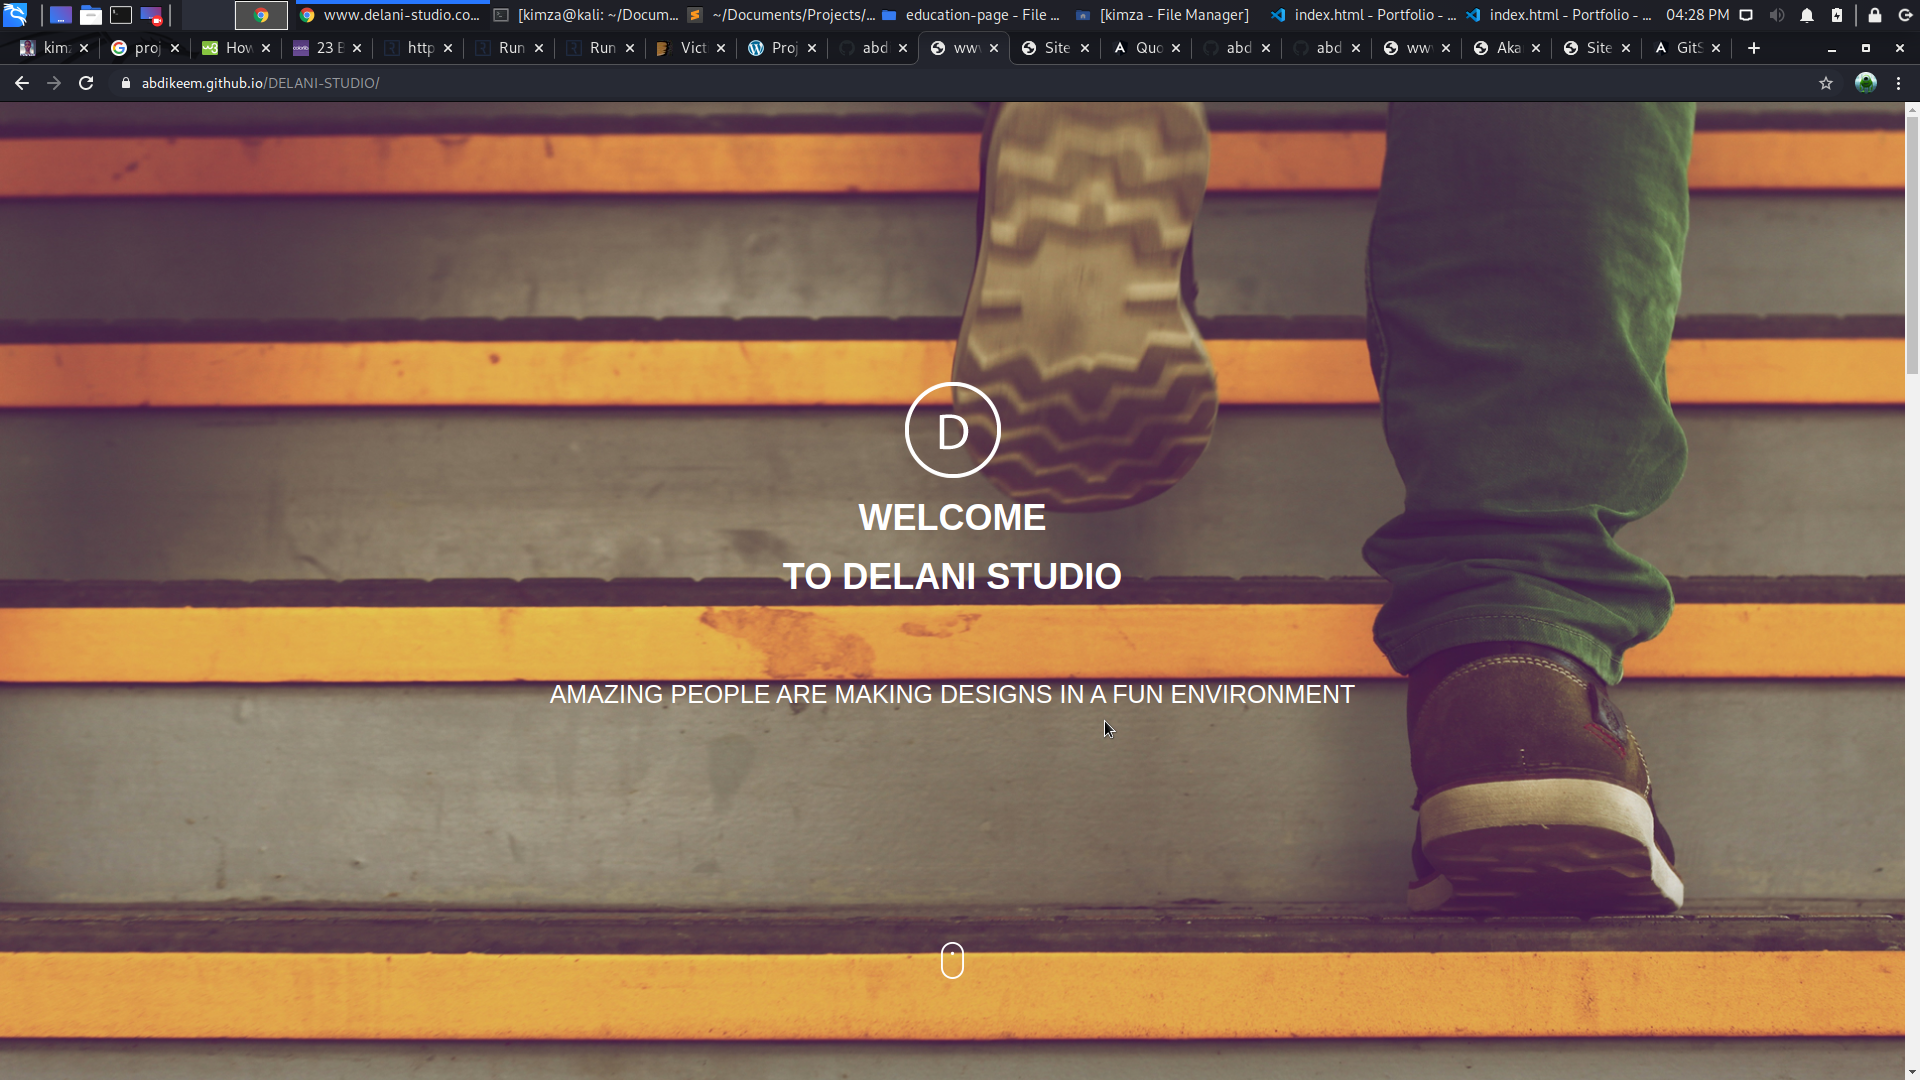 www.delani-studio.co...
[kimza@kali: ~/Docum...
~/Documents/Projects/...
education-page - File ...
[kimza - File Manager]
index.html - Portfolio - ...
index.html - Portfolio - ...
04:28 PM
kimz
proj
How
23 E
http
Run
Run
Vict
Proj
abd
www
Site
Quo
abd
abd
www
Aka
Site
GitS
abdikeem.github.io/DELANI-STUDIO/
D
WELCOME
TO DELANI STUDIO
AMAZING PEOPLE ARE MAKING DESIGNS IN A FUN ENVIRONMENT